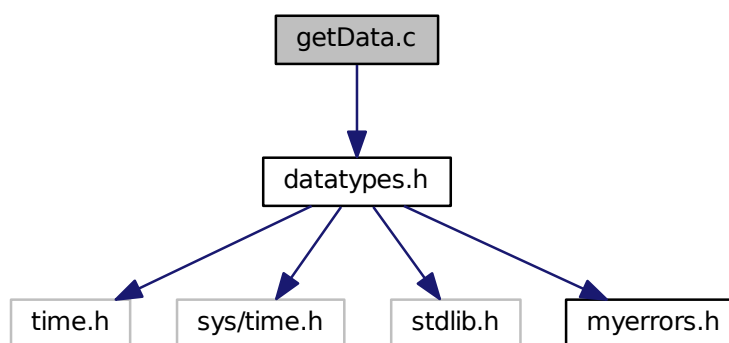 getData.c
datatypes.h
time.h
sys/time.h
stdlib.h
myerrors.h